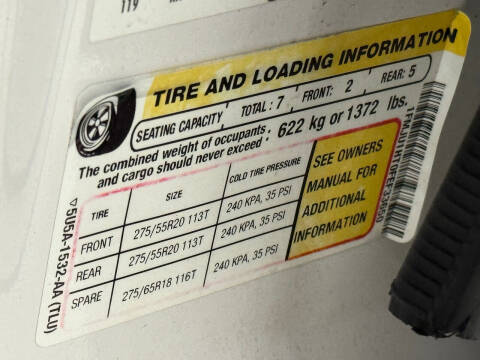 119
TIRE AND LOADING INFORMATION
SEATING CAPACITY TOTAL : 7 FRONT: 2 REAR: 5
The combined weight of occupants and cargo should never exceed : 622 kg or 1372 lbs.
TIRE SIZE COLD TIRE PRESSURE
FRONT 275/55R20 113T 240 KPA, 35 PSI
REAR 275/55R20 113T 240 KPA, 35 PSI
SPARE 275/65R18 116T 240 KPA, 35 PSI
SEE OWNERS
MANUAL FOR
ADDITIONAL
INFORMATION
5U5A-1532-AA (TLU)